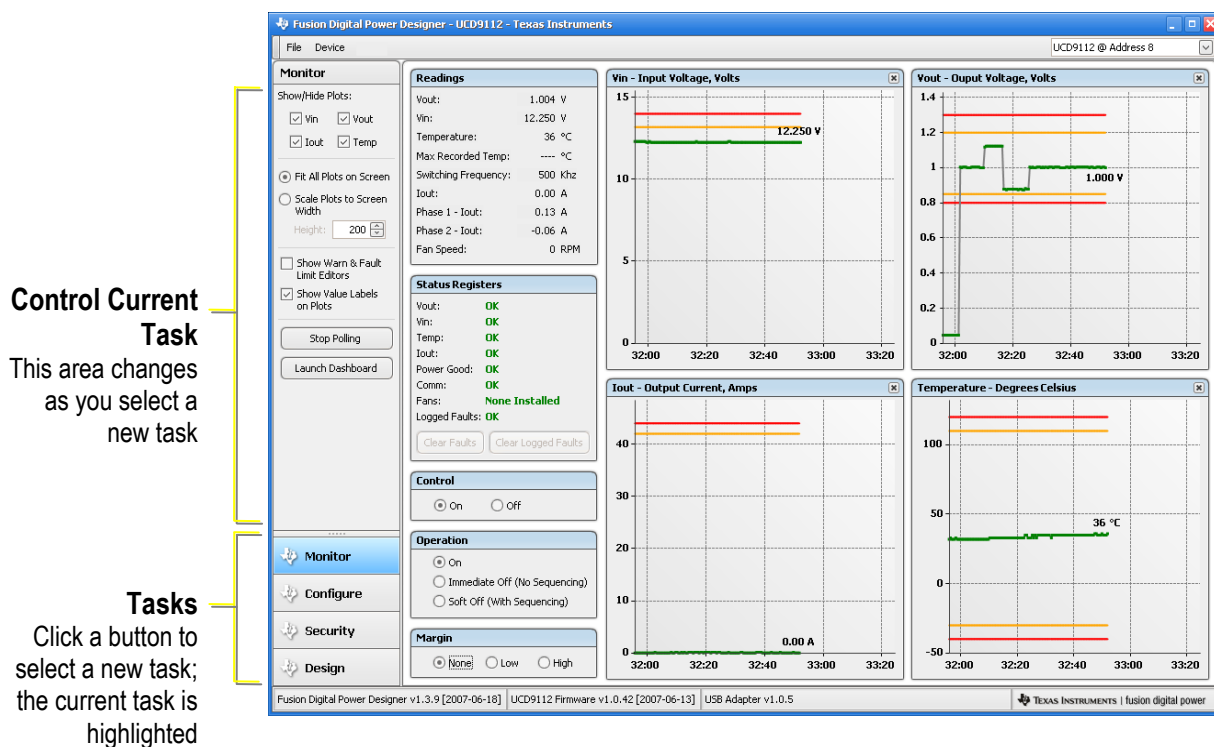 Fusion Digital Power Designer - UCD9112 - Texas Instruments
File Device
UCD9112 @ Address 8
Monitor
Show/Hide Plots:
Vin Vout
Iout Temp
Fit All Plots on Screen
Scale Plots to Screen
Width
Height: 200
Show Warn & Fault
Limit Editors
Show Value Labels
on Plots
Stop Polling
Launch Dashboard
Control Current
Task
This area changes
as you select a
new task
Monitor
Configure
Security
Design
Tasks
Click a button to
select a new task;
the current task is
highlighted
Readings
Vout: 1.004 V
Vin: 12.250 V
Temperature: 36 °C
Max Recorded Temp: ---- °C
Switching Frequency: 500 Khz
Iout: 0.00 A
Phase 1 - Iout: 0.13 A
Phase 2 - Iout: -0.06 A
Fan Speed: 0 RPM
Status Registers
Vout: OK
Vin: OK
Temp: OK
Iout: OK
Power Good: OK
Comm: OK
Fans: None Installed
Logged Faults: OK
Clear Faults Clear Logged Faults
Control
On Off
Operation
On
Immediate Off (No Sequencing)
Soft Off (With Sequencing)
Margin
None Low High
Vin - Input Voltage, Volts
15
12.250 V
10
5
0
32:00 32:20 32:40 33:00 33:20
Vout - Ouput Voltage, Volts
1.4
1.2
1
1.000 V
0.8
0.6
0.4
0.2
0
32:00 32:20 32:40 33:00 33:20
Iout - Output Current, Amps
40
30
20
10
0.00 A
0
32:00 32:20 32:40 33:00 33:20
Temperature - Degrees Celsius
100
50
36 °C
0
-50
32:00 32:20 32:40 33:00 33:20
Fusion Digital Power Designer v1.3.9 [2007-06-18] UCD9112 Firmware v1.0.42 [2007-06-13] USB Adapter v1.0.5
TEXAS INSTRUMENTS | fusion digital power